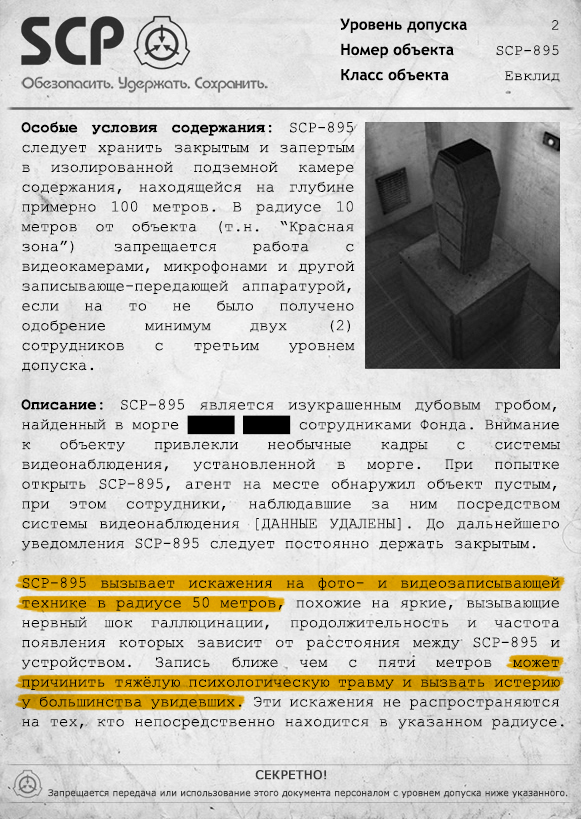 SCP
Обезопасить. Удержать. Сохранить.
Уровень допуска 2
Номер объекта SCP-895
Класс объекта Евклид
Особые условия содержания: SCP-895
следует хранить закрытым и запертым
в изолированной подземной камере
содержания, находящейся на глубине
примерно 100 метров. В радиусе 10
метров от объекта (т.н. “Красная
зона”) запрещается работа с
видеокамерами, микрофонами и другой
записывающе-передающей аппаратурой,
если на то не было получено
одобрение минимум двух (2)
сотрудников с третьим уровнем
допуска.
Описание: SCP-895 является изукрашенным дубовым гробом,
найденный в морге сотрудниками Фонда. Внимание
к объекту привлекли необычные кадры с системы
видеонаблюдения, установленной в морге. При попытке
открыть SCP-895, агент на месте обнаружил объект пустым,
при этом сотрудники, наблюдавшие за ним посредством
системы видеонаблюдения [ДАННЫЕ УДАЛЕНЫ]. До дальнейшего
уведомления SCP-895 следует постоянно держать закрытым.
SCP-895 вызывает искажения на фото- и видеозаписывающей
технике в радиусе 50 метров, похожие на яркие, вызывающие
нервный шок галлюцинации, продолжительность и частота
появления которых зависит от расстояния между SCP-895 и
устройством. Запись ближе чем с пяти метров может
причинить тяжёлую психологическую травму и вызвать истерию
у большинства увидевших. Эти искажения не распространяются
на тех, кто непосредственно находится в указанном радиусе.
СЕКРЕТНО!
Запрещается передача или использование этого документа персоналом с уровнем допуска ниже указанного.